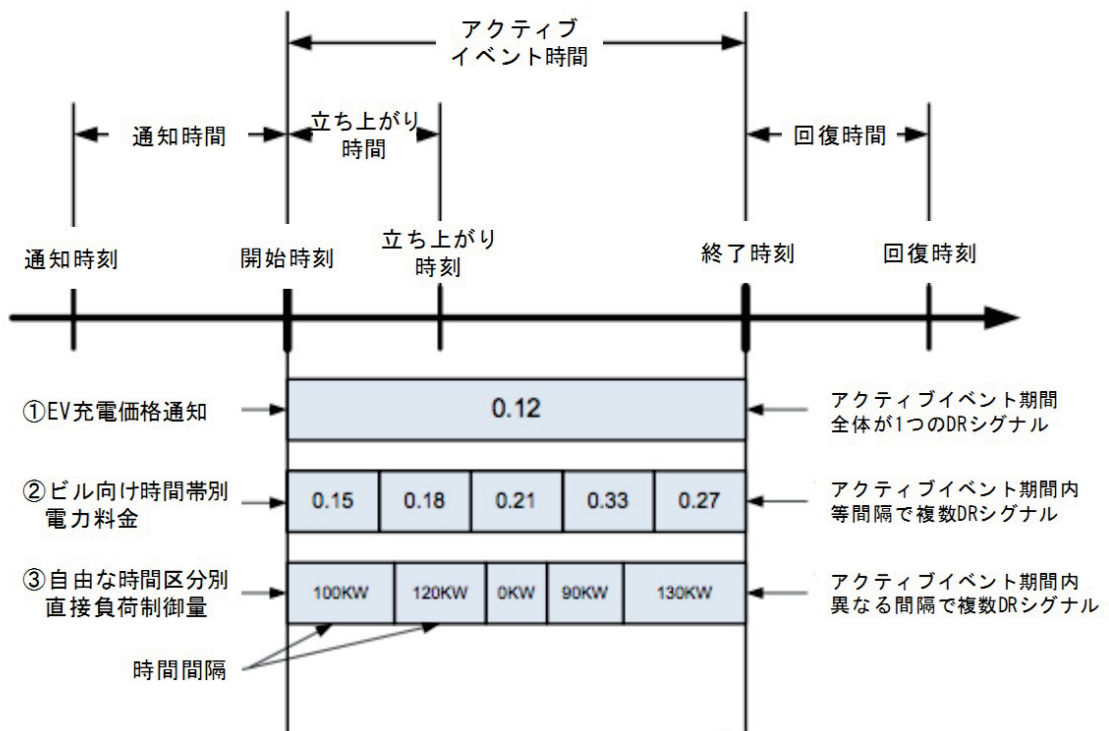 アクティブ
イベント時間
通知時間
立ち上がり
時間
回復時間
通知時刻
開始時刻
立ち上がり
時刻
終了時刻
回復時刻
①EV充電価格通知
0.12
アクティブイベント期間
全体が1つのDRシグナル
②ビル向け時間帯別
電力料金
0.15 0.18 0.21 0.33 0.27
アクティブイベント期間内
等間隔で複数DRシグナル
③自由な時間区分別
直接負荷制御量
100KW 120KW 0KW 90KW 130KW
アクティブイベント期間内
異なる間隔で複数DRシグナル
時間間隔